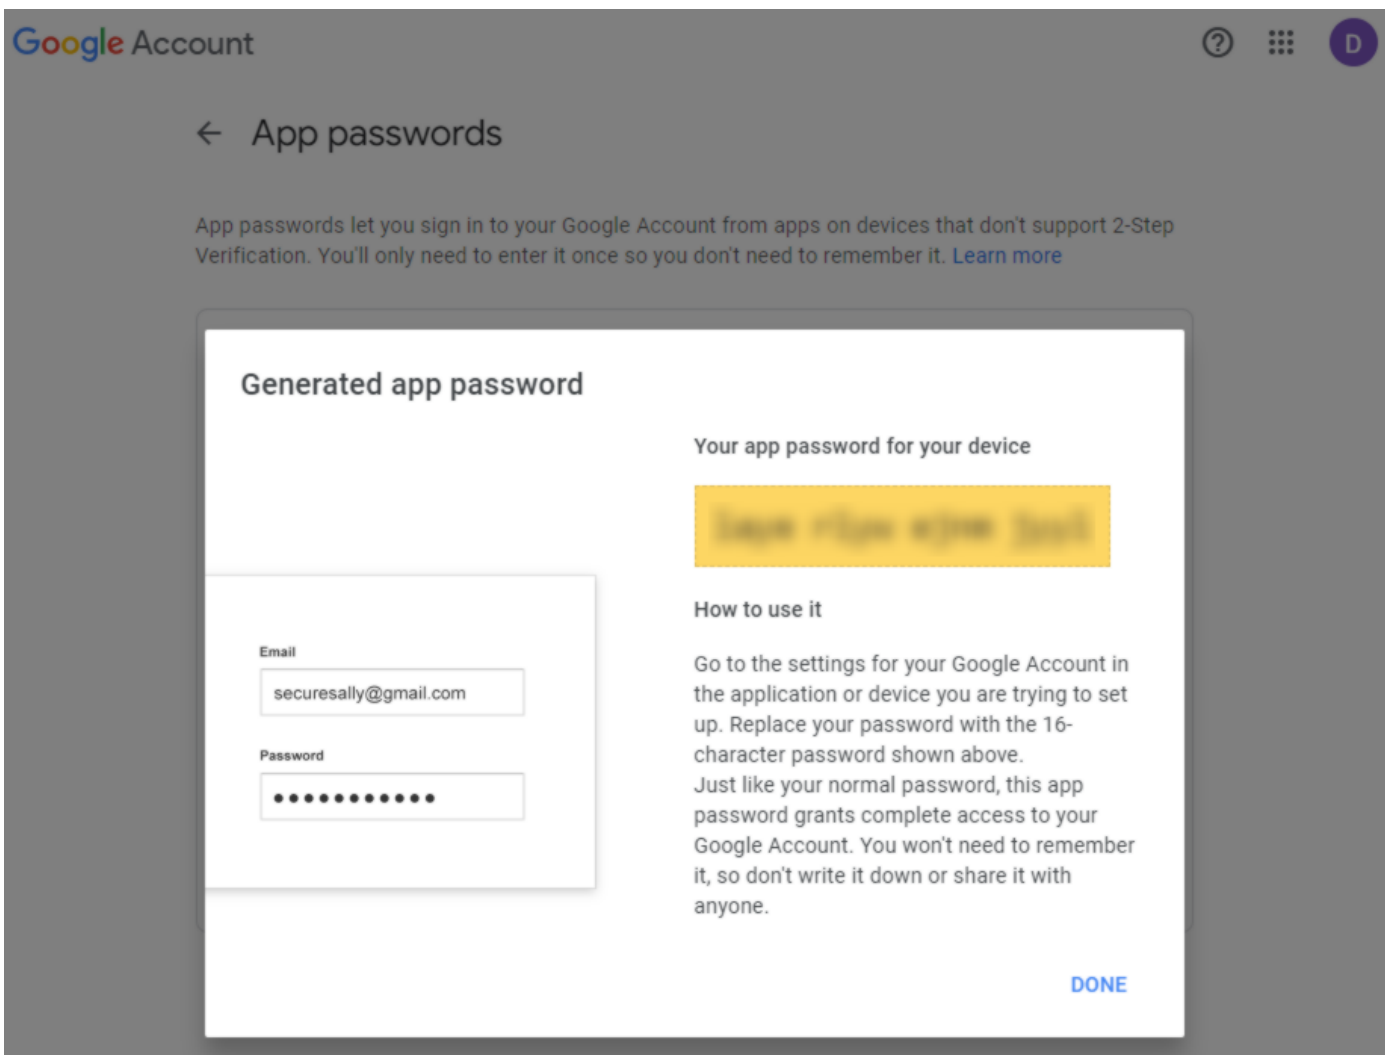 Google Account
D
App passwords
App passwords let you sign in to your Google Account from apps on devices that don't support 2-Step
Verification. You'll only need to enter it once so you don't need to remember it. Learn more
Generated app password
Your app password for your device
How to use it
Go to the settings for your Google Account in
the application or device you are trying to set
up. Replace your password with the 16-
character password shown above.
Just like your normal password, this app
password grants complete access to your
Google Account. You won't need to remember
it, so don't write it down or share it with
anyone.
Email
securesally@gmail.com
Password
DONE